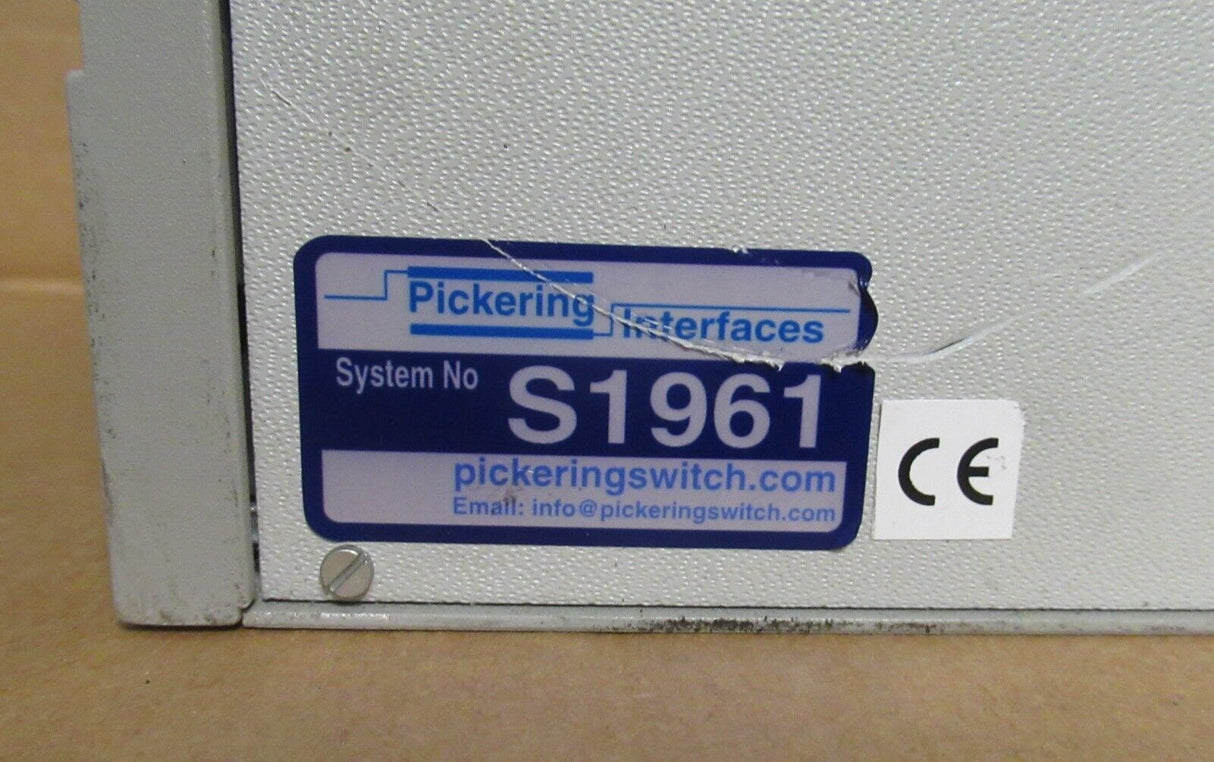 Pickering
Interfaces
System No S1961
pickeringswitch.com
Email: info@pickeringswitch.com
CE